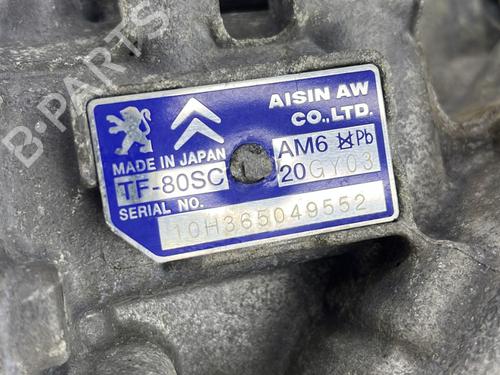 B-PARTS
AISIN AW
CO.,LTD.
MADE IN JAPAN
AM6 Pb
TF-80SC
20GY03
SERIAL NO.
10H365049552